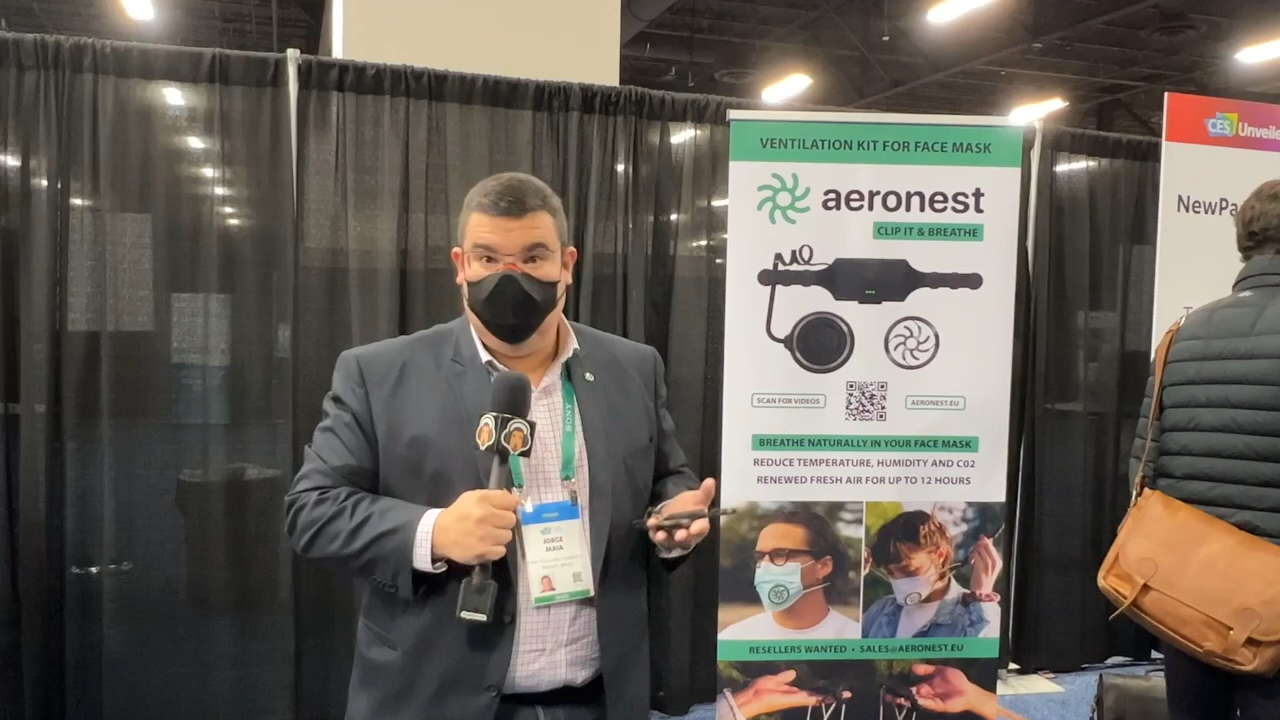 VENTILATION KIT FOR FACE MASK
aeronest
CLIP IT & BREATHE
SCAN FOR VIDEOS
AERONEST.EU
BREATHE NATURALLY IN YOUR FACE MASK
REDUCE TEMPERATURE, HUMIDITY AND C02
RENEWED FRESH AIR FOR UP TO 12 HOURS
RESELLERS WANTED • SALES@AERONEST.EU
CES Unveile
NewPa
SONY
JORGE
MAIA